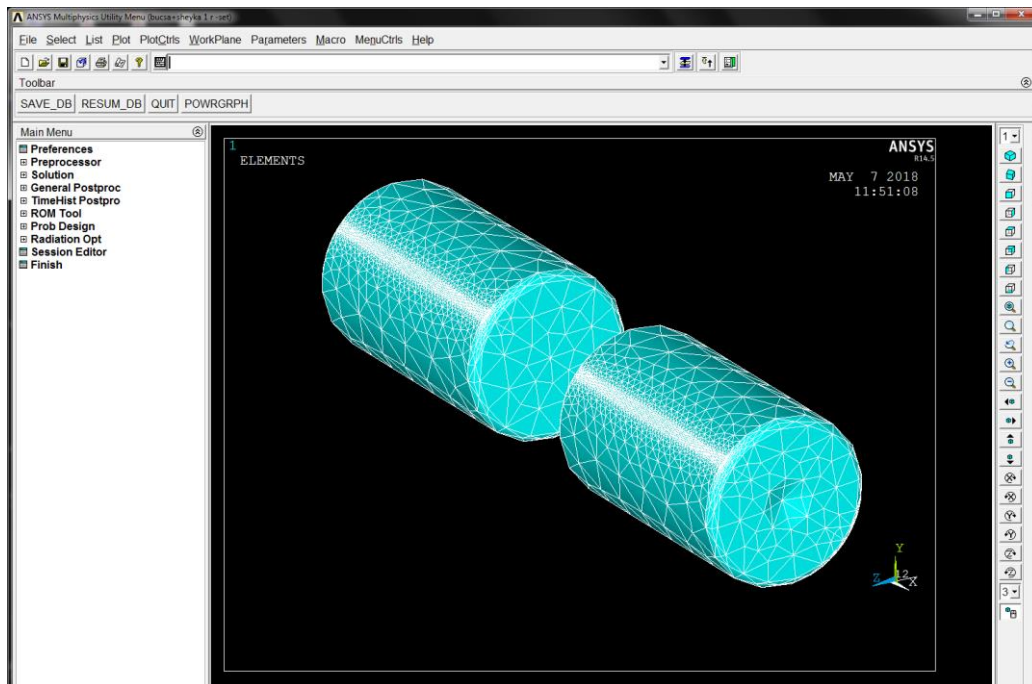 ANSYS Multiphysics Utility Menu (bucsa+sheyka 1 r -set)
File Select List Plot PlotCtrls WorkPlane Parameters Macro MenuCtrls Help
Toolbar
SAVE_DB RESUM_DB QUIT POWRGRPH
Main Menu
Preferences
Preprocessor
Solution
General Postproc
TimeHist Postpro
ROM Tool
Prob Design
Radiation Opt
Session Editor
Finish
1
ELEMENTS
ANSYS
R14.5
MAY 7 2018
11:51:08
Y
Z
X
1
3